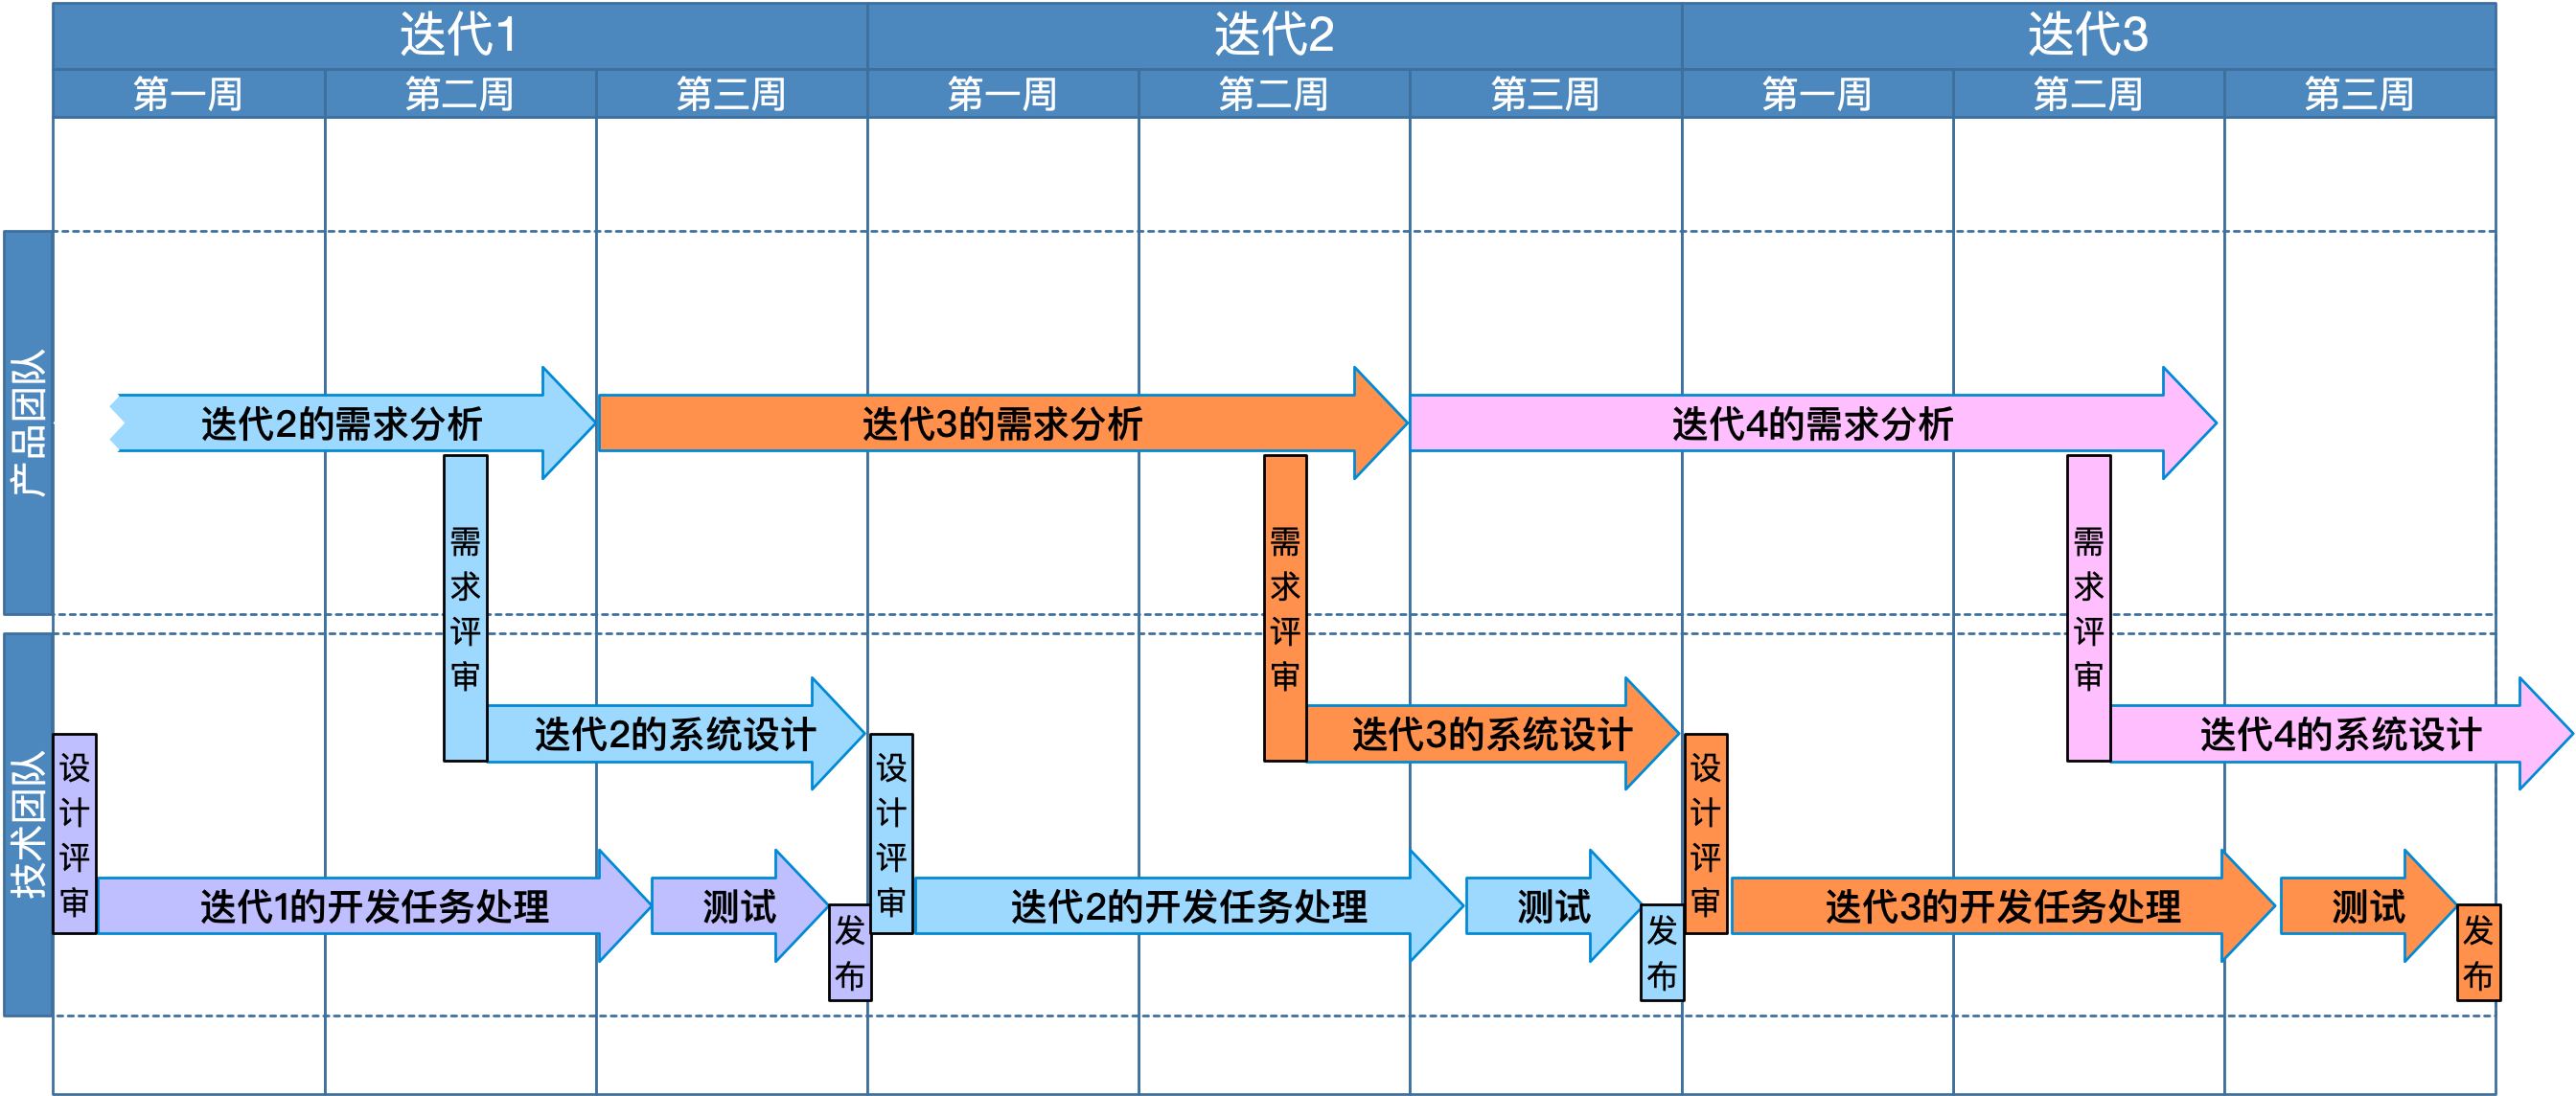 迭代1
迭代2
迭代3
第一周
第二周
第三周
第一周
第二周
第三周
第一周
第二周
第三周
产品团队
迭代2的需求分析
迭代3的需求分析
迭代4的需求分析
需求评审
需求评审
需求评审
技术团队
迭代2的系统设计
迭代3的系统设计
迭代4的系统设计
设计评审
设计评审
设计评审
迭代1的开发任务处理
测试
发布
迭代2的开发任务处理
测试
发布
迭代3的开发任务处理
测试
发布